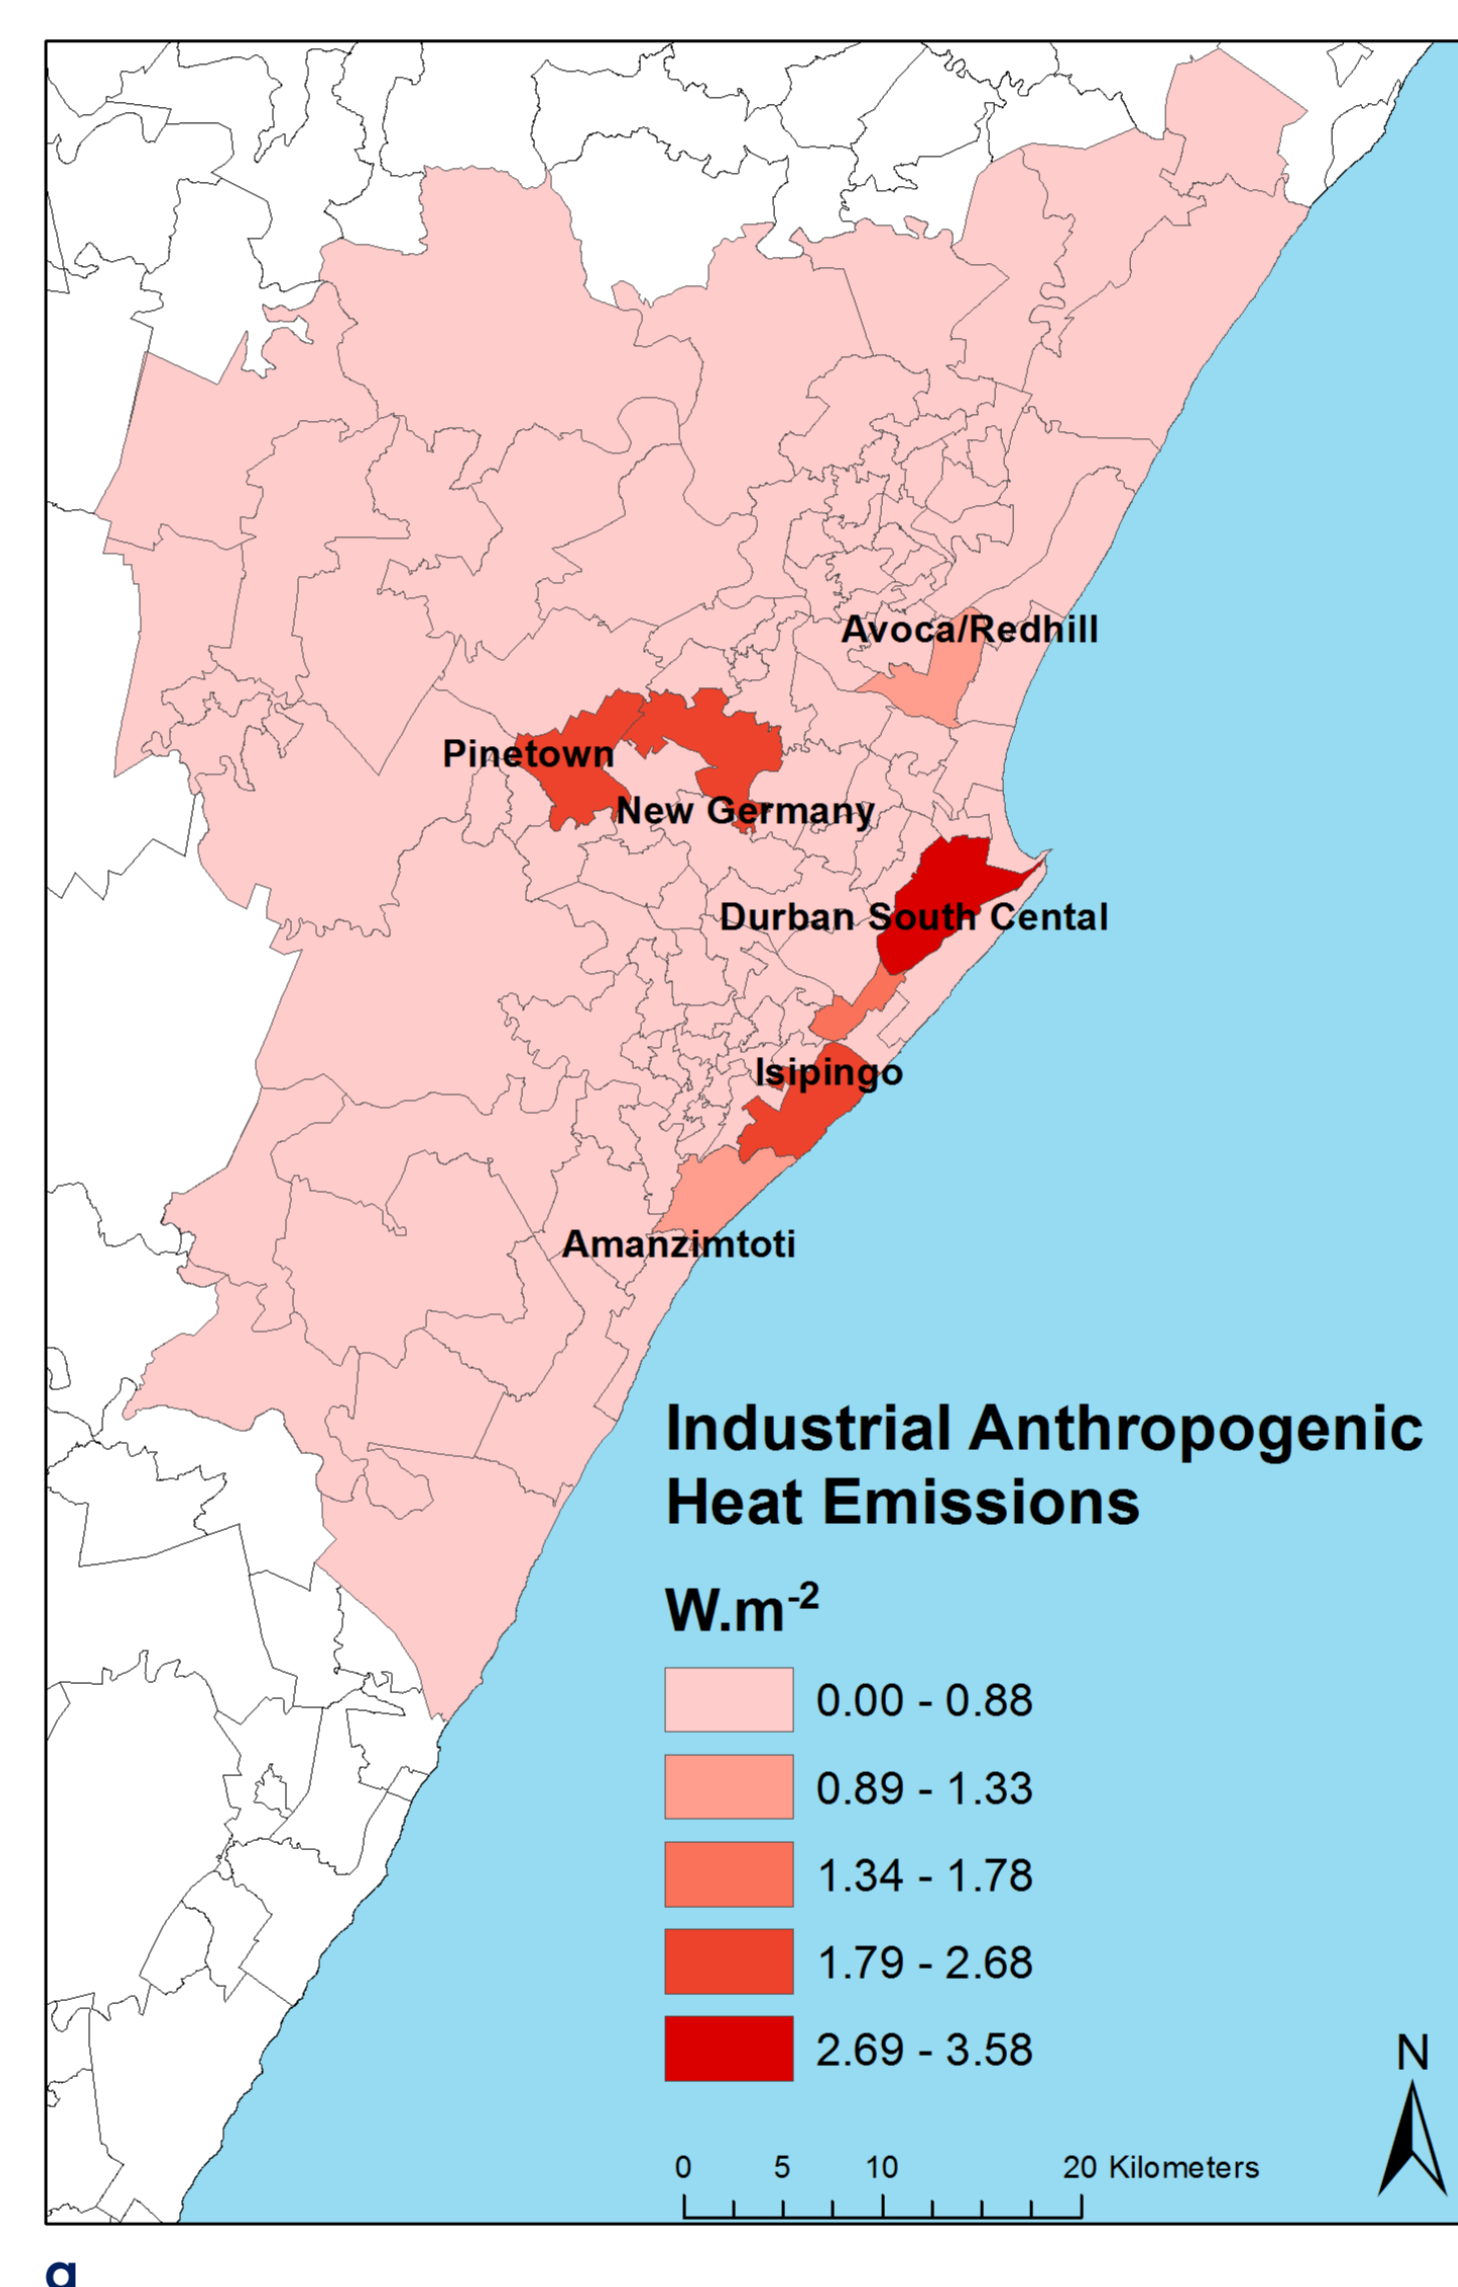 Avoca/Redhill
Pinetown
New Germany
Durban South Cental
Isipingo
Amanzimtoti
Industrial Anthropogenic
Heat Emissions
W.m⁻²
0.00 - 0.88
0.89 - 1.33
1.34 - 1.78
1.79 - 2.68
2.69 - 3.58
N
0 5 10 20 Kilometers